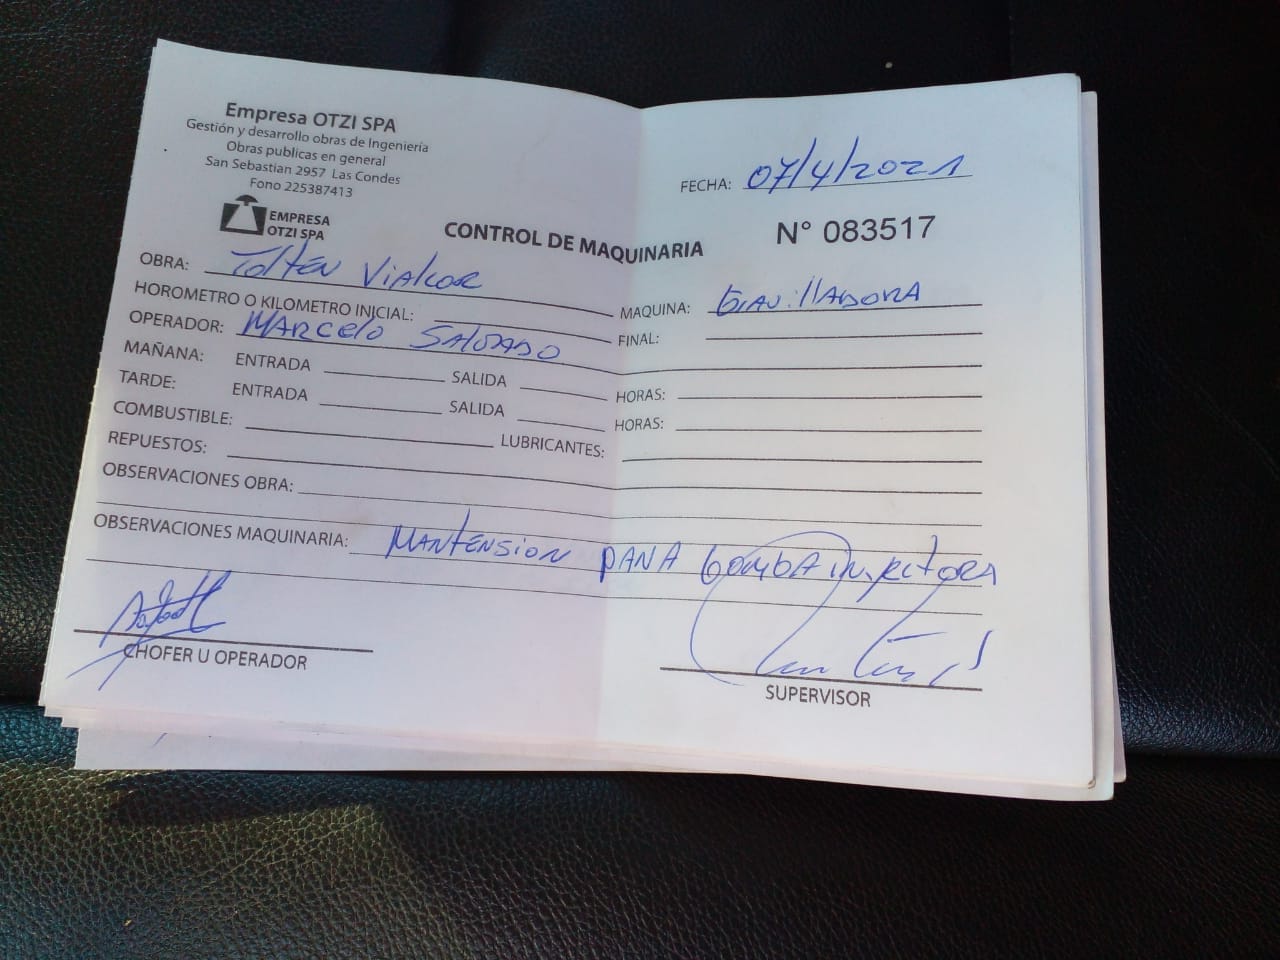 Empresa OTZI SPA
Gestión y desarrollo obras de Ingeniería
Obras publicas en general
San Sebastian 2957 Las Condes
Fono 225387413
EMPRESA
OTZI SPA
FECHA: 07/4/2021
CONTROL DE MAQUINARIA
N° 083517
OBRA: Toltén Vialcor
MAQUINA: GRAVILLADORA
HOROMETRO O KILOMETRO INICIAL:
FINAL:
OPERADOR: MARCELO SALGADO
MAÑANA: ENTRADA SALIDA HORAS:
TARDE: ENTRADA SALIDA HORAS:
COMBUSTIBLE: LUBRICANTES:
REPUESTOS:
OBSERVACIONES OBRA:
OBSERVACIONES MAQUINARIA: MANTENSION PANA bOMBA inyectora
CHOFER U OPERADOR
SUPERVISOR